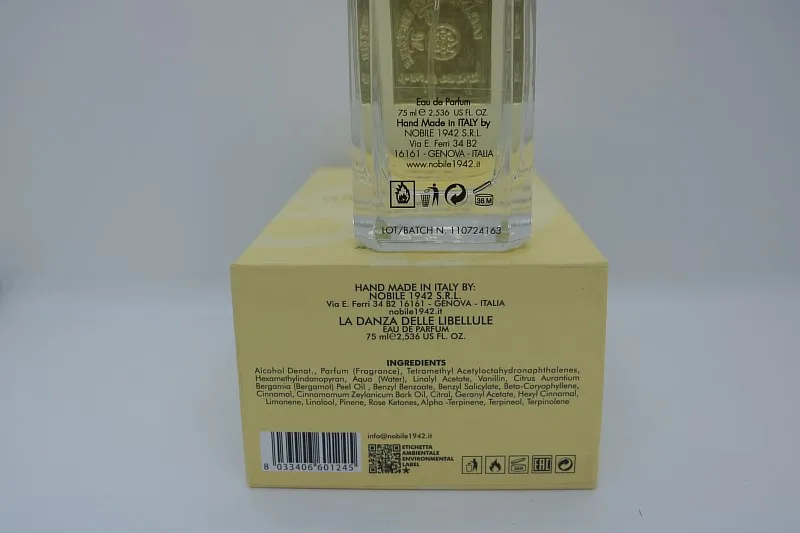 Eau de Parfum
75 ml ℮ 2,536 US FL. OZ.
Hand Made in ITALY by
NOBILE 1942 S.R.L.
Via E. Ferri 34 B2
16161 - GENOVA - ITALIA
www.nobile1942.it
36 M
LOT/BATCH N. 110724163
HAND MADE IN ITALY BY:
NOBILE 1942 S.R.L.
Via E. Ferri 34 B2 16161 - GENOVA - ITALIA
nobile1942.it
LA DANZA DELLE LIBELLULE
EAU DE PARFUM
75 ml℮2,536 US FL. OZ.
INGREDIENTS
Alcohol Denat., Parfum (Fragrance), Tetramethyl Acetyloctahydronaphthalenes,
Hexamethylindanopyran, Aqua (Water), Linalyl Acetate, Vanillin, Citrus Aurantium
Bergamia (Bergamot) Peel Oil , Benzyl Benzoate, Benzyl Salicylate, Beta-Caryophyllene,
Cinnamal, Cinnamomum Zeylanicum Bark Oil, Citral, Geranyl Acetate, Hexyl Cinnamal,
Limonene, Linalool, Pinene, Rose Ketones, Alpha -Terpinene, Terpineol, Terpinolene
info@nobile1942.it
8 033406 601245
ETICHETTA
AMBIENTALE
ENVIRONMENTAL
LABEL
EAC